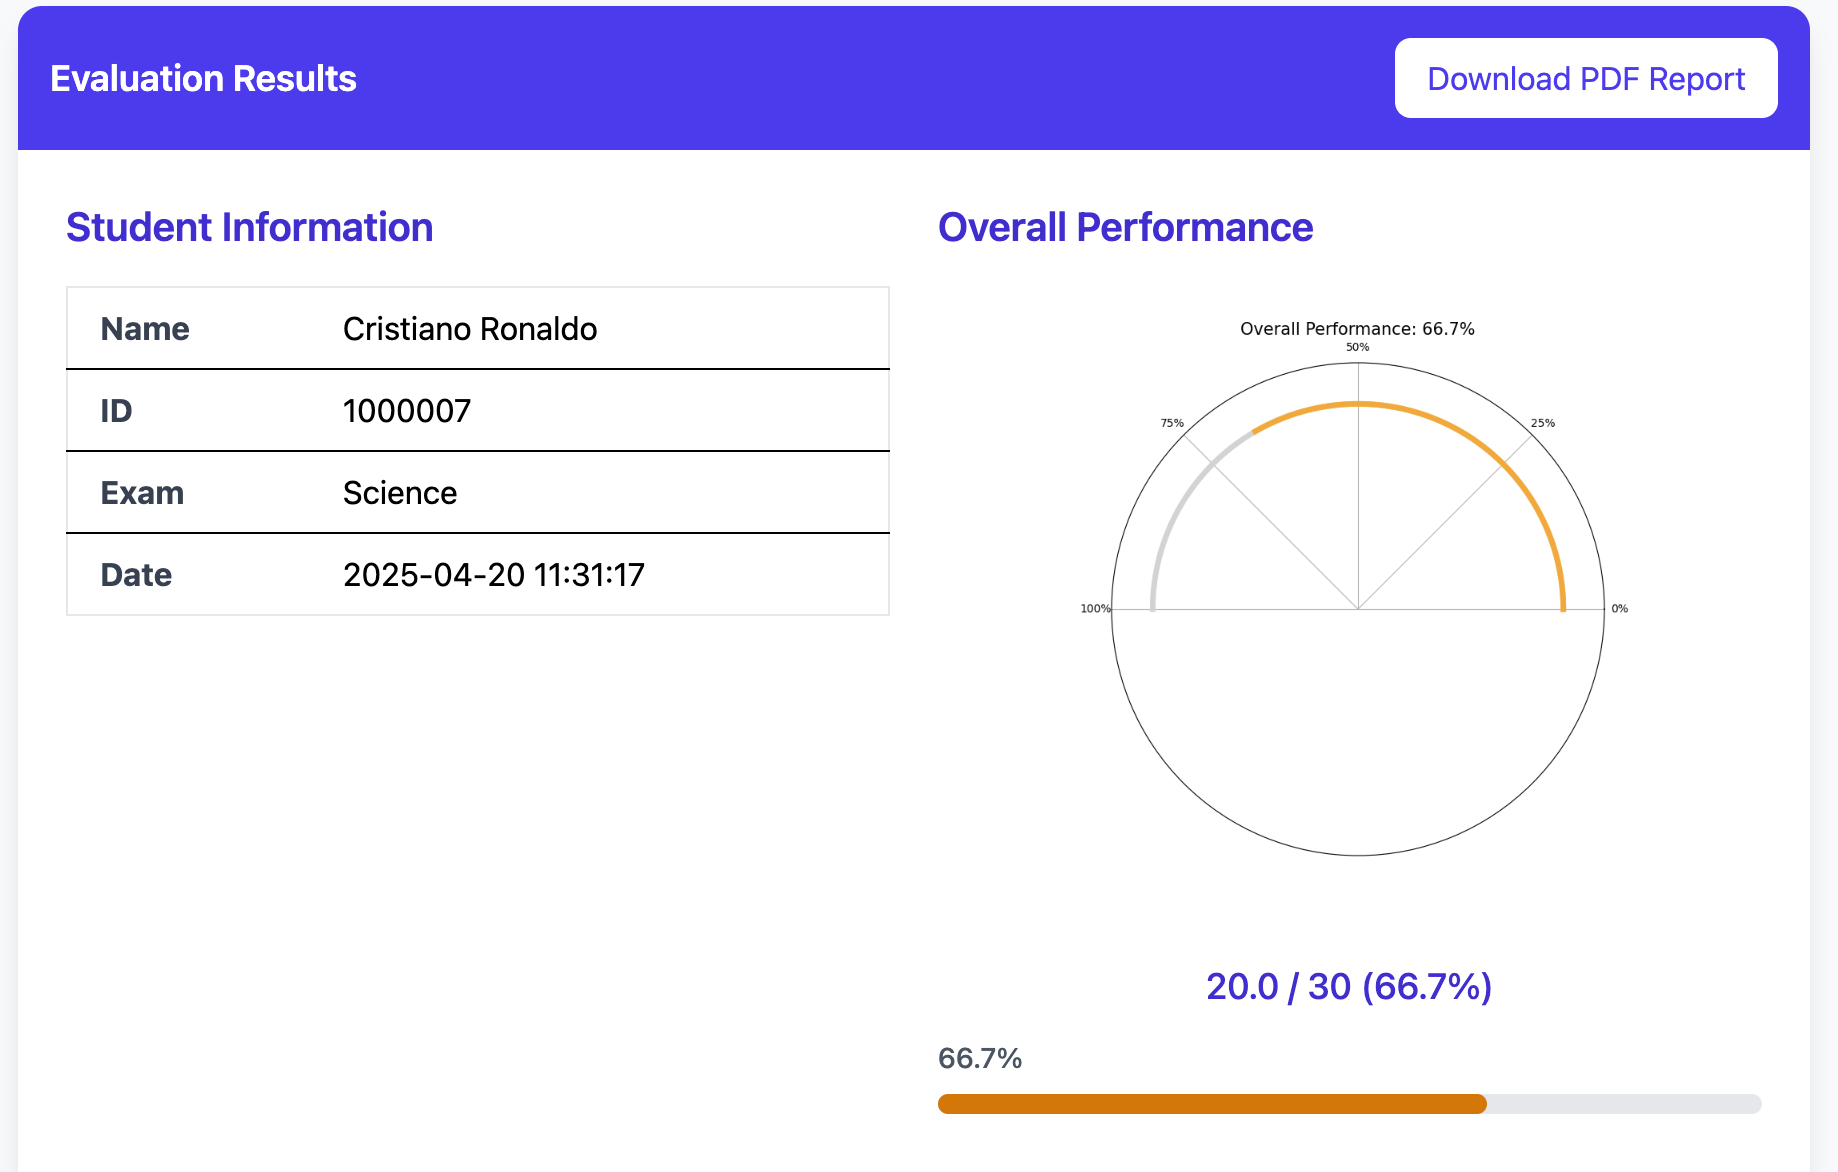 Evaluation Results
Download PDF Report
Student Information
Name Cristiano Ronaldo
ID 1000007
Exam Science
Date 2025-04-20 11:31:17
Overall Performance
Overall Performance: 66.7%
50%
75%
25%
100%
0%
20.0 / 30 (66.7%)
66.7%